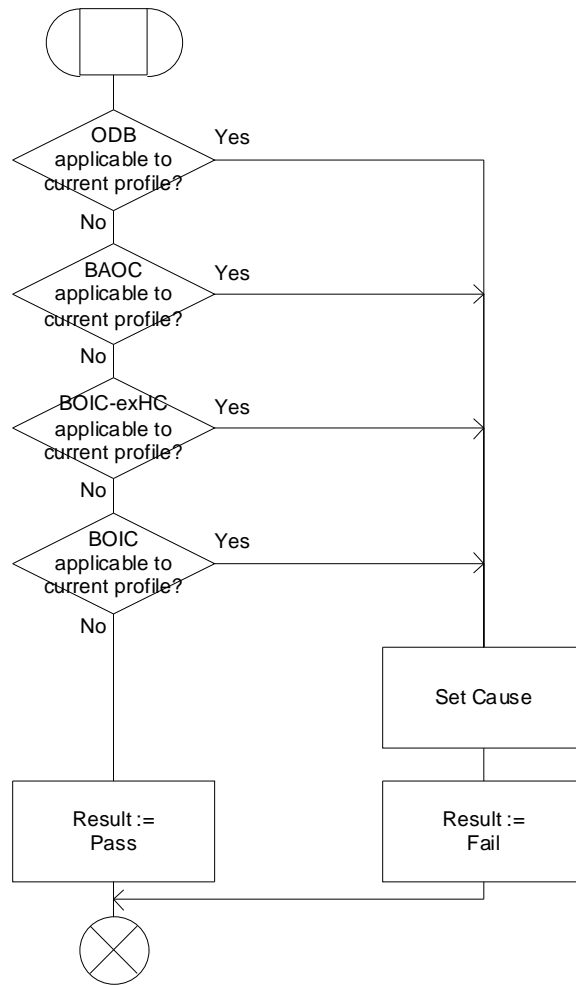 ODB
applicable to
current profile?
Yes
No
BAOC
applicable to
current profile?
Yes
No
BOIC-exHC
applicable to
current profile?
Yes
No
BOIC
applicable to
current profile?
Yes
No
Set Cause
Result :=
Pass
Result :=
Fail